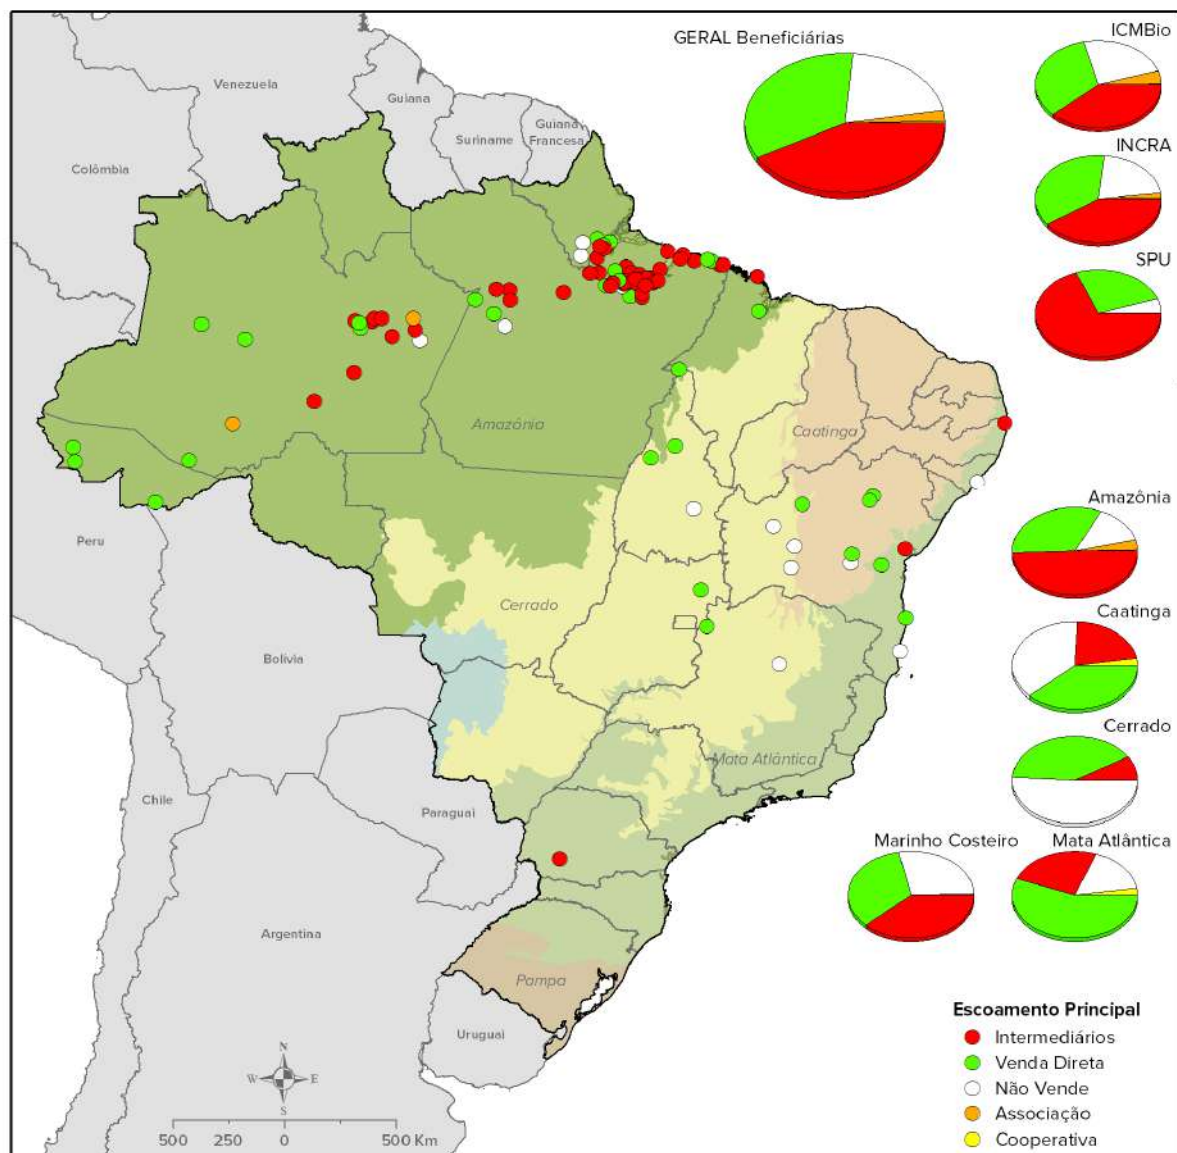 GERAL Beneficiárias
ICMBio
INCRA
SPU
Venezuela
Guiana
Suriname
Guiana
Francesa
Colômbia
Amazônia
Caatinga
Peru
Cerrado
Bolívia
Mata Atlântica
Chile
Paraguai
Argentina
Pampa
Uruguai
Amazônia
Caatinga
Cerrado
Marinho Costeiro
Mata Atlântica
Escoamento Principal
Intermediários
Venda Direta
Não Vende
Associação
Cooperativa
N
W
E
S
500 250 0 500 Km